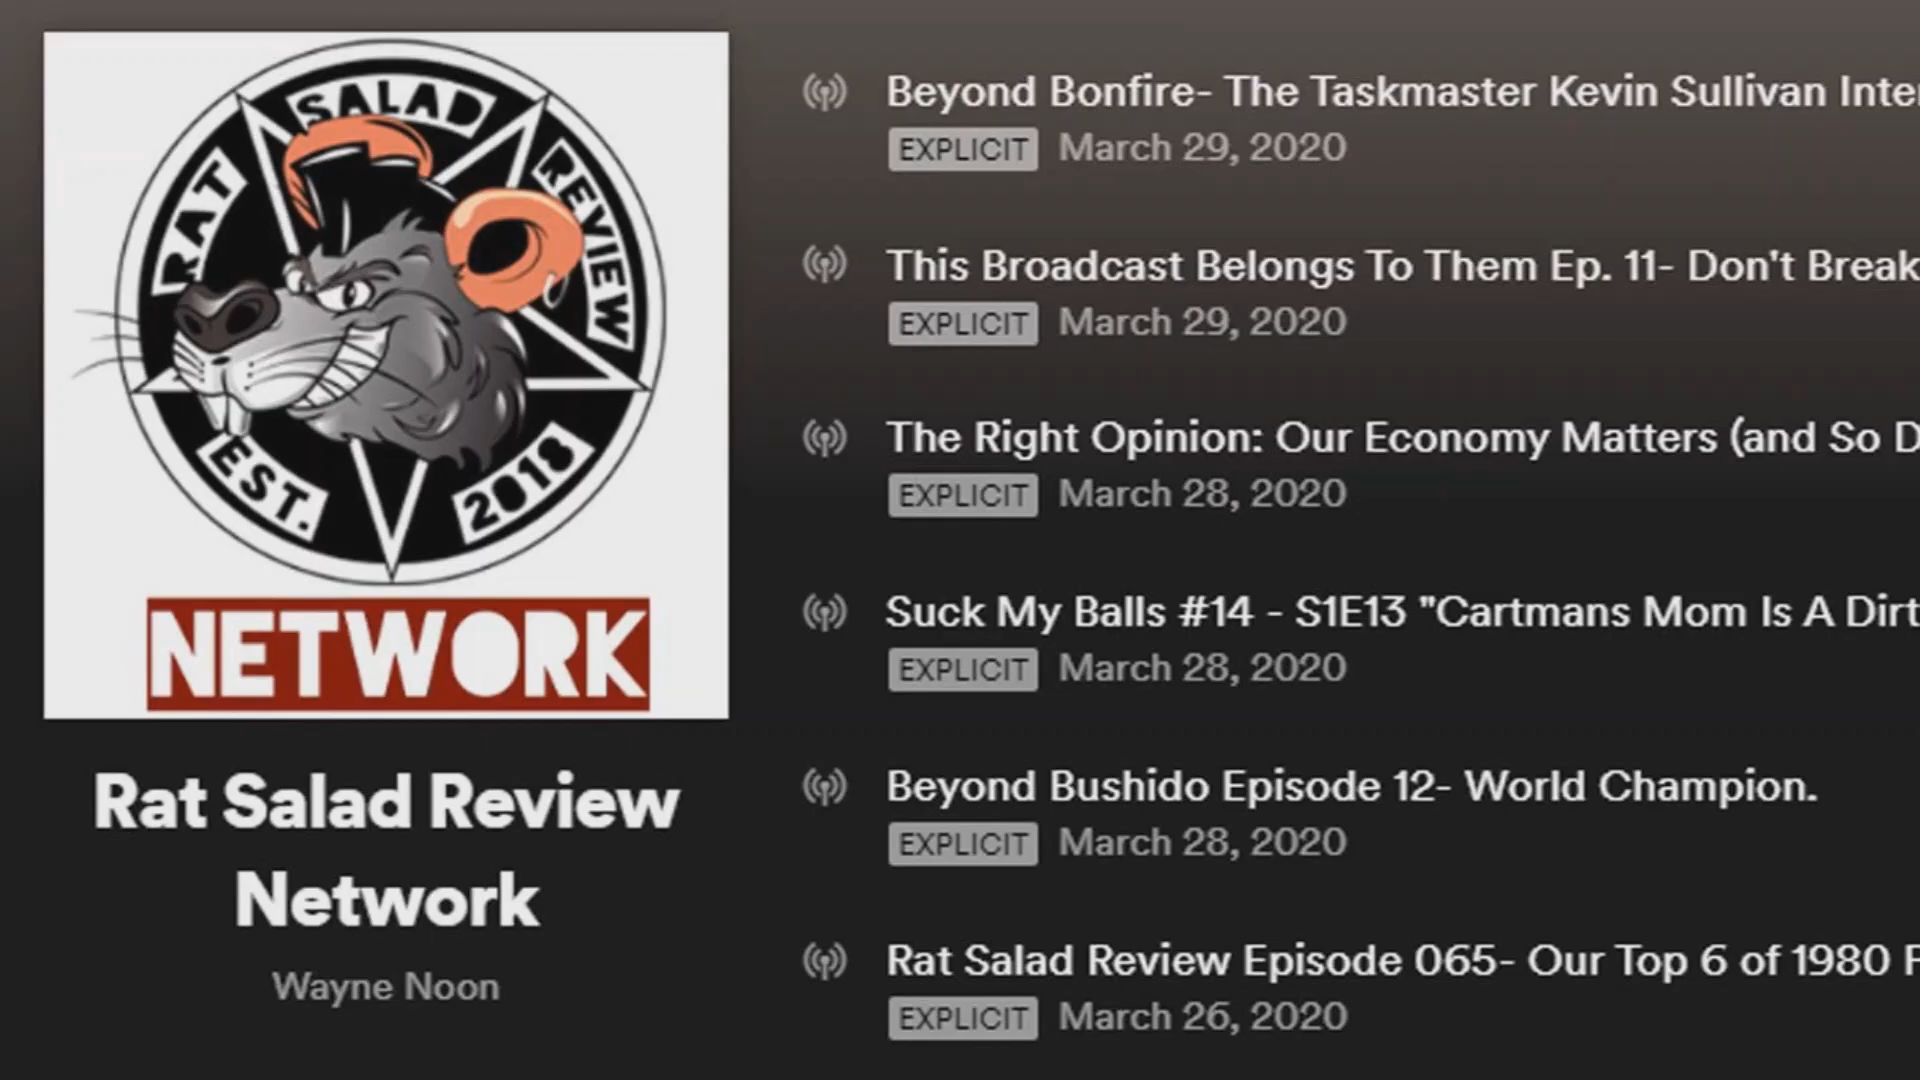 RAT SALAD REVIEW
EST. 2018
NETWORK
Rat Salad Review
Network
Wayne Noon
Beyond Bonfire- The Taskmaster Kevin Sullivan Inte
EXPLICIT March 29, 2020
This Broadcast Belongs To Them Ep. 11- Don't Break
EXPLICIT March 29, 2020
The Right Opinion: Our Economy Matters (and So D
EXPLICIT March 28, 2020
Suck My Balls #14 - S1E13 "Cartmans Mom Is A Dirt
EXPLICIT March 28, 2020
Beyond Bushido Episode 12- World Champion.
EXPLICIT March 28, 2020
Rat Salad Review Episode 065- Our Top 6 of 1980 F
EXPLICIT March 26, 2020